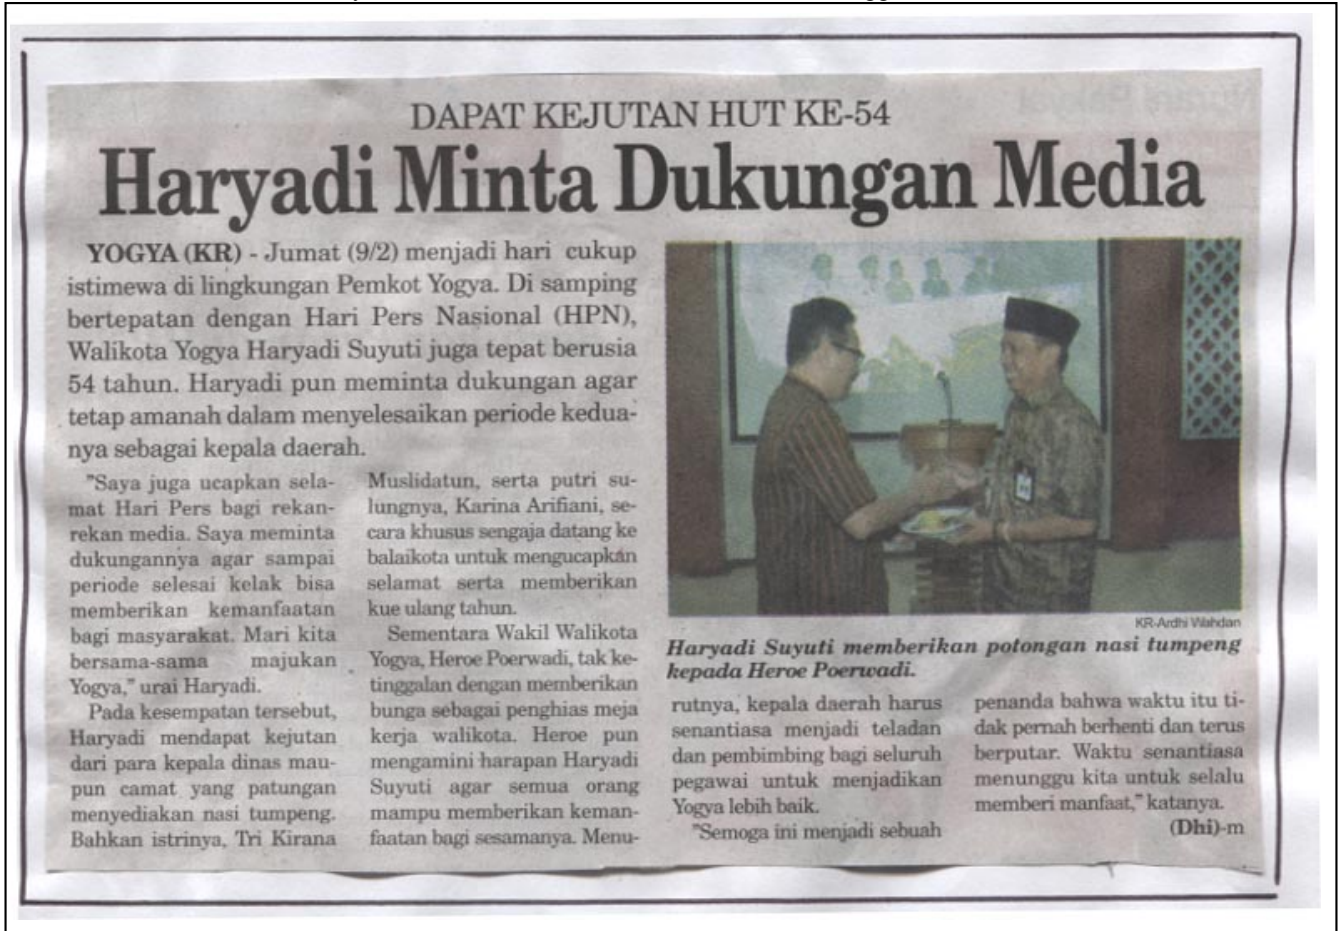 DAPAT KEJUTAN HUT KE-54
Haryadi Minta Dukungan Media
YOGYA (KR) - Jumat (9/2) menjadi hari cukup
istimewa di lingkungan Pemkot Yogya. Di samping
bertepatan dengan Hari Pers Nasional (HPN),
Walikota Yogya Haryadi Suyuti juga tepat berusia
54 tahun. Haryadi pun meminta dukungan agar
tetap amanah dalam menyelesaikan periode kedua-
nya sebagai kepala daerah.
"Saya juga ucapkan sela-
mat Hari Pers bagi rekan-
rekan media. Saya meminta
dukungannya agar sampai
periode selesai kelak bisa
memberikan kemanfaatan
bagi masyarakat. Mari kita
bersama-sama majukan
Yogya," urai Haryadi.
Pada kesempatan tersebut,
Haryadi mendapat kejutan
dari para kepala dinas mau-
pun camat yang patungan
menyediakan nasi tumpeng.
Bahkan istrinya, Tri Kirana
Muslidatun, serta putri su-
lungnya, Karina Arifiani, se-
cara khusus sengaja datang ke
balaikota untuk mengucapkan
selamat serta memberikan
kue ulang tahun.
Sementara Wakil Walikota
Yogya, Heroe Poerwadi, tak ke-
tinggalan dengan memberikan
bunga sebagai penghias meja
kerja walikota. Heroe pun
mengamini harapan Haryadi
Suyuti agar semua orang
mampu memberikan keman-
faatan bagi sesamanya. Menu-
KR-Ardhi Wahdan
Haryadi Suyuti memberikan potongan nasi tumpeng
kepada Heroe Poerwadi.
rutnya, kepala daerah harus
senantiasa menjadi teladan
dan pembimbing bagi seluruh
pegawai untuk menjadikan
Yogya lebih baik.
"Semoga ini menjadi sebuah
penanda bahwa waktu itu ti-
dak pernah berhenti dan terus
berputar. Waktu senantiasa
menunggu kita untuk selalu
memberi manfaat," katanya.
(Dhi)-m